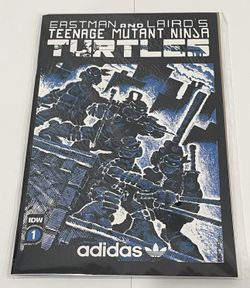 EASTMAN AND LAIRD'S
TEENAGE MUTANT NINJA
TURTLES
IDW
1
adidas